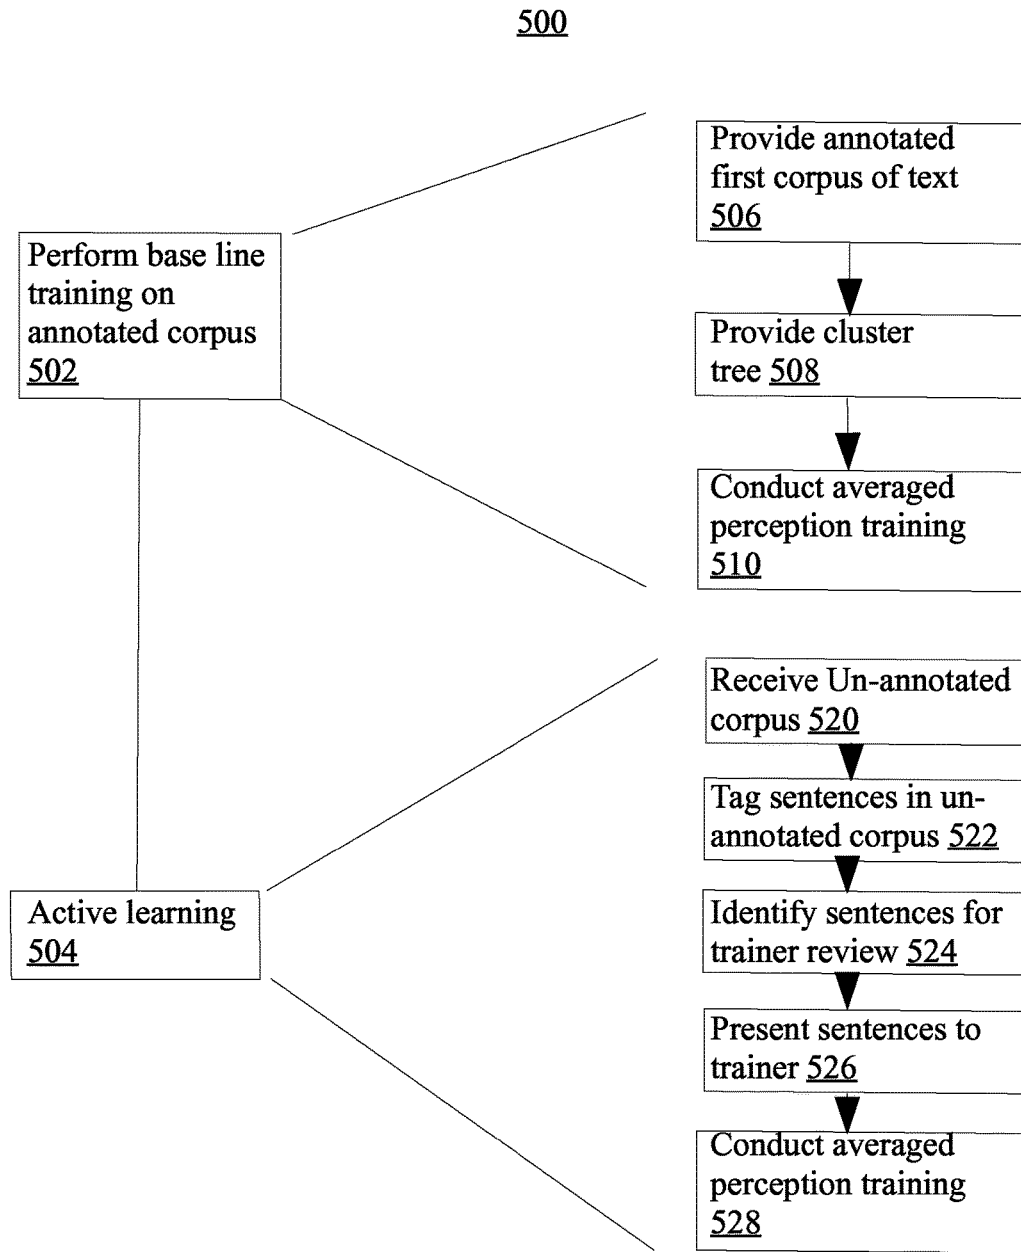 500
Provide annotated
first corpus of text
506
Perform base line
training on
annotated corpus
502
Provide cluster
tree 508
Conduct averaged
perception training
510
Receive Un-annotated
corpus 520
Tag sentences in un-
annotated corpus 522
Active learning
504
Identify sentences for
trainer review 524
Present sentences to
trainer 526
Conduct averaged
perception training
528